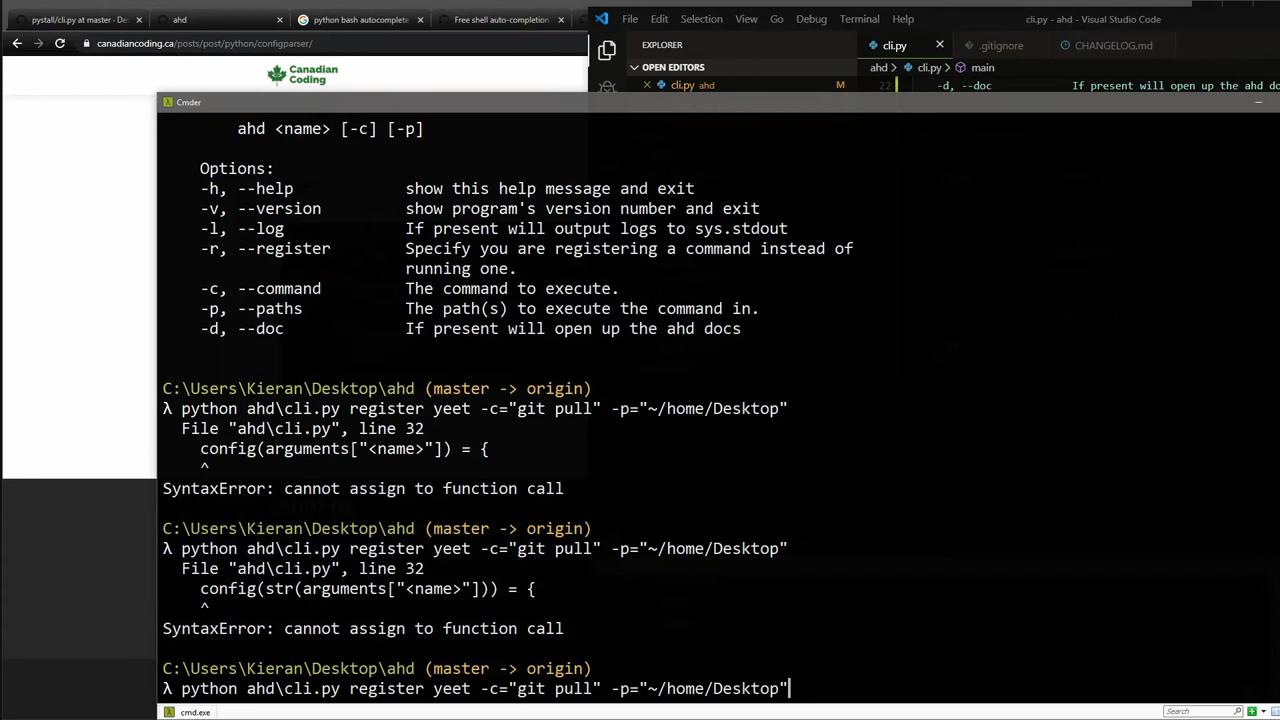 pystall/cli.py at master · De
ahd
python bash autocomplete
Free shell auto-completion
File Edit Selection View Go Debug Terminal Help
cli.py - ahd - Visual Studio Code
canadiancoding.ca/posts/post/python/configparser/
EXPLORER
cli.py
.gitignore
CHANGELOG.md
Canadian
Coding
OPEN EDITORS
ahd > cli.py > main
cli.py ahd M
22 -d, --doc If present will open up the ahd do
Cmder
ahd <name> [-c] [-p]
Options:
-h, --help show this help message and exit
-v, --version show program's version number and exit
-l, --log If present will output logs to sys.stdout
-r, --register Specify you are registering a command instead of
running one.
-c, --command The command to execute.
-p, --paths The path(s) to execute the command in.
-d, --doc If present will open up the ahd docs
C:\Users\Kieran\Desktop\ahd (master -> origin)
λ python ahd\cli.py register yeet -c="git pull" -p="~/home/Desktop"
File "ahd\cli.py", line 32
config(arguments["<name>"]) = {
^
SyntaxError: cannot assign to function call
C:\Users\Kieran\Desktop\ahd (master -> origin)
λ python ahd\cli.py register yeet -c="git pull" -p="~/home/Desktop"
File "ahd\cli.py", line 32
config(str(arguments["<name>"])) = {
^
SyntaxError: cannot assign to function call
C:\Users\Kieran\Desktop\ahd (master -> origin)
λ python ahd\cli.py register yeet -c="git pull" -p="~/home/Desktop"
cmd.exe
Search